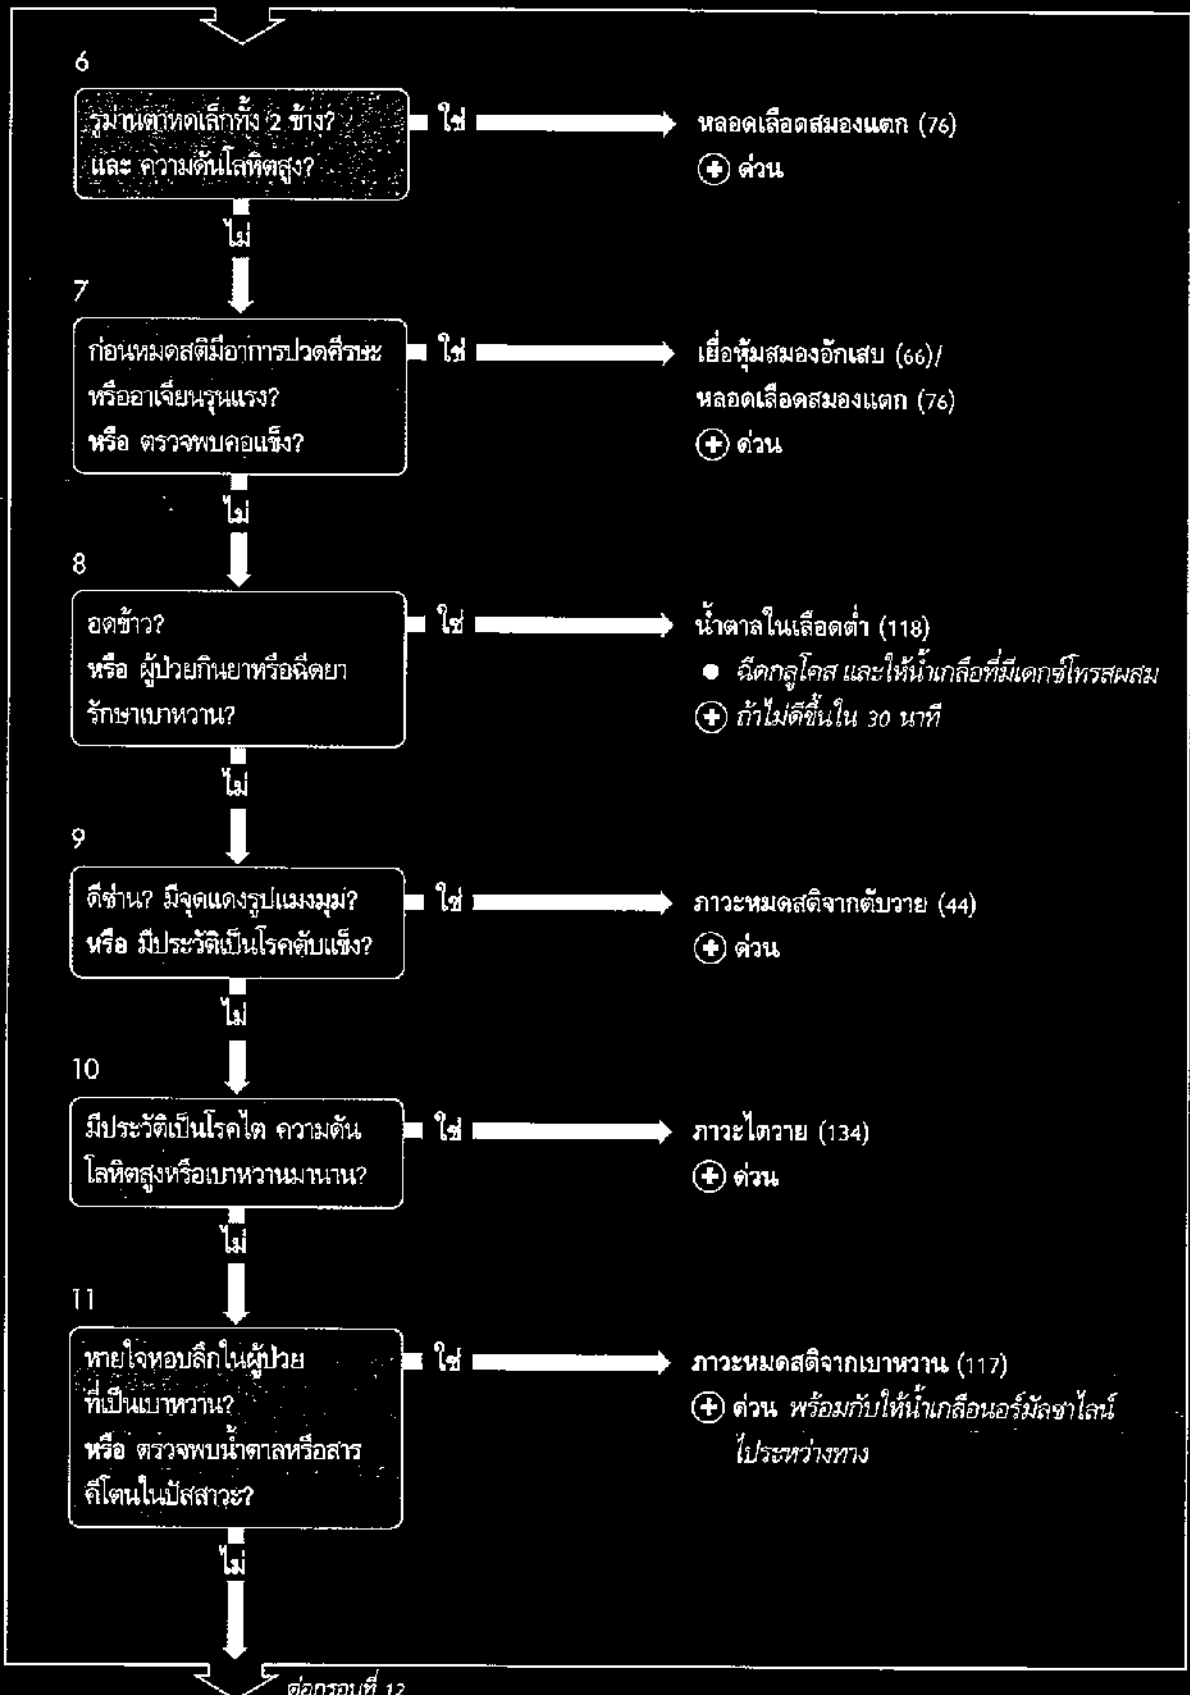 6
รูม่านตาหดเล็กทั้ง 2 ข้าง?
และ ความดันโลหิตสูง?
ใช่
หลอดเลือดสมองแตก (76)
ด่วน
ไม่
7
ก่อนหมดสติมีอาการปวดศีรษะ
หรืออาเจียนรุนแรง?
หรือ ตรวจพบคอแข็ง?
ใช่
เยื่อหุ้มสมองอักเสบ (66)/
หลอดเลือดสมองแตก (76)
ด่วน
ไม่
8
อดข้าว?
หรือ ผู้ป่วยกินยาหรือฉีดยา
รักษาเบาหวาน?
ใช่
น้ำตาลในเลือดต่ำ (118)
● ฉีดกลูโคส และให้น้ำเกลือที่มีเดกซ์โทรสผสม
ถ้าไม่ดีขึ้นใน 30 นาที
ไม่
9
ดีซ่าน? มีจุดแดงรูปแมงมุม?
หรือ มีประวัติเป็นโรคตับแข็ง?
ใช่
ภาวะหมดสติจากตับวาย (44)
ด่วน
ไม่
10
มีประวัติเป็นโรคไต ความดัน
โลหิตสูงหรือเบาหวานมานาน?
ใช่
ภาวะไตวาย (134)
ด่วน
ไม่
11
หายใจหอบลึกในผู้ป่วย
ที่เป็นเบาหวาน?
หรือ ตรวจพบน้ำตาลหรือสาร
คีโตนในปัสสาวะ?
ใช่
ภาวะหมดสติจากเบาหวาน (117)
ด่วน พร้อมกับให้น้ำเกลือนอร์มัลซาไลน์
ไประหว่างทาง
ไม่
ต่อกรอบที่ 12